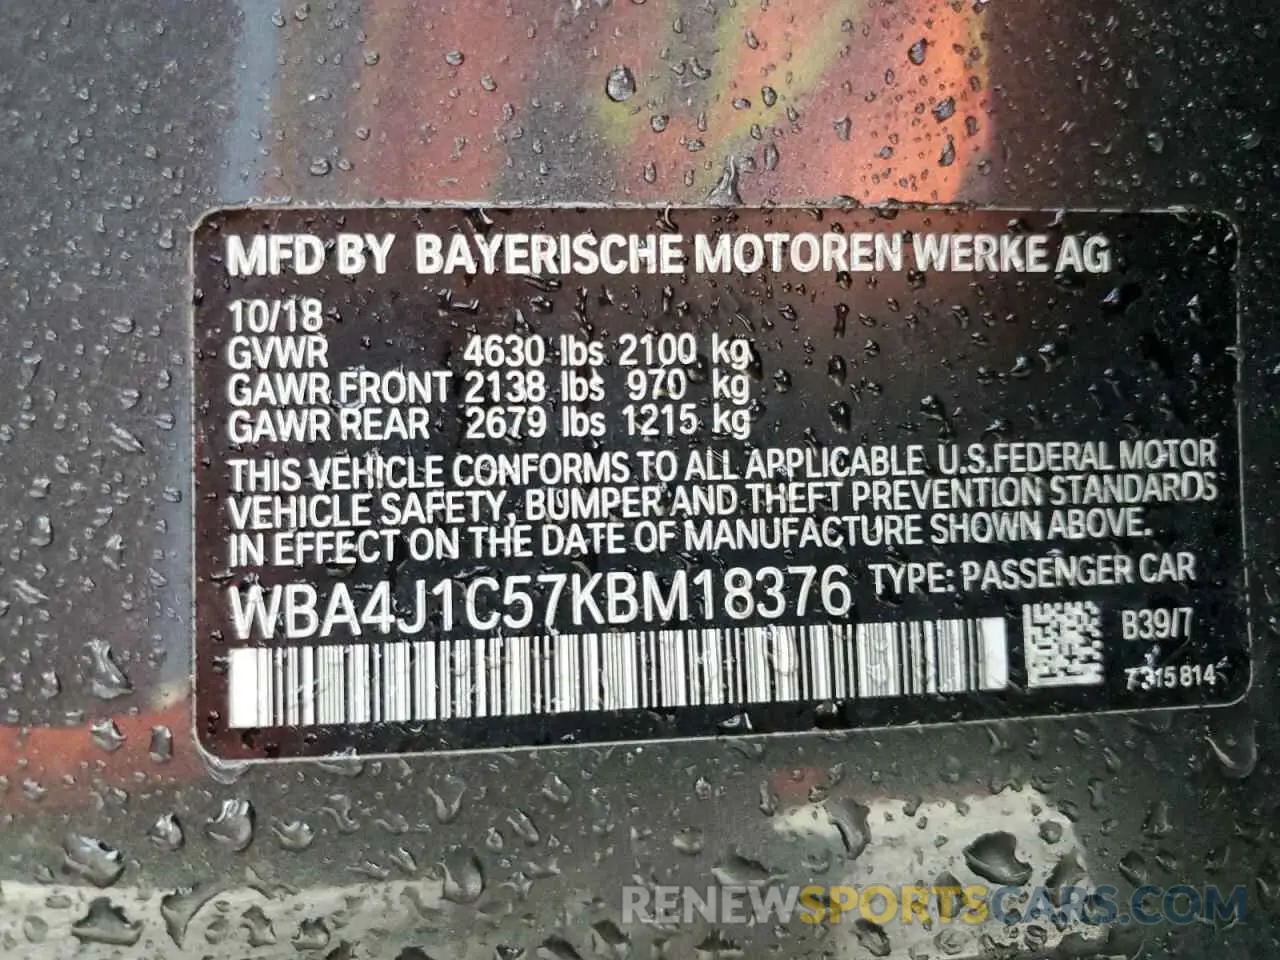 MFD BY BAYERISCHE MOTOREN WERKE AG
10/18
GVWR 4630 lbs 2100 kg
GAWR FRONT 2138 lbs 970 kg
GAWR REAR 2679 lbs 1215 kg
THIS VEHICLE CONFORMS TO ALL APPLICABLE U.S.FEDERAL MOTOR
VEHICLE SAFETY, BUMPER AND THEFT PREVENTION STANDARDS
IN EFFECT ON THE DATE OF MANUFACTURE SHOWN ABOVE.
WBA4J1C57KBM18376 TYPE: PASSENGER CAR
B39/7
7 315 814
RENEWSPORTSCARS.COM